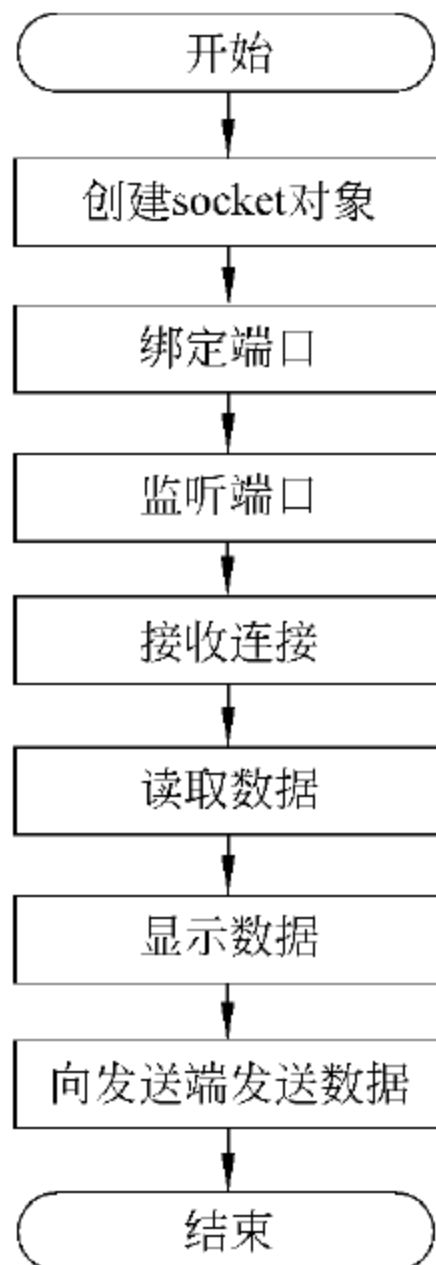 开始
创建socket对象
绑定端口
监听端口
接收连接
读取数据
显示数据
向发送端发送数据
结束